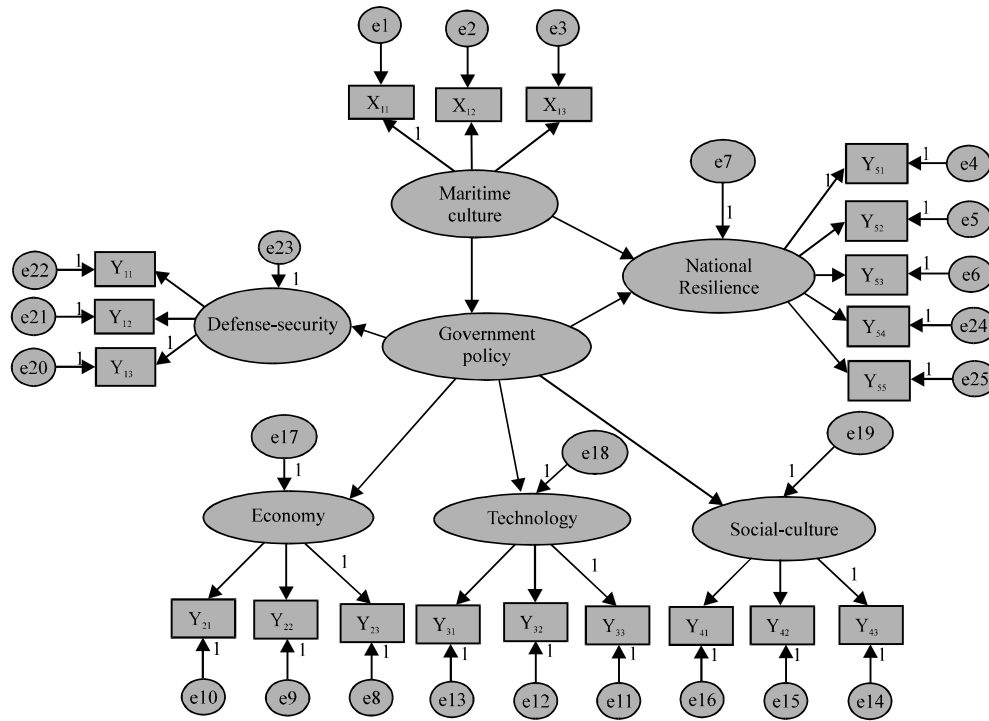 e1
e2
e3
X11
X12
X13
1
Maritime
culture
e7
1
National
Resilience
1
Y51
1
e4
Y52
1
e5
Y53
1
e6
Y54
1
e24
Y55
1
e25
e23
1
e22
1
Y11
e21
1
Y12
e20
1
Y13
1
Defense-security
Government
policy
e17
1
Economy
e18
1
Technology
e19
1
Social-culture
1
1
1
Y21
Y22
Y23
Y31
Y32
Y33
Y41
Y42
Y43
1
1
1
1
1
1
1
1
1
e10
e9
e8
e13
e12
e11
e16
e15
e14